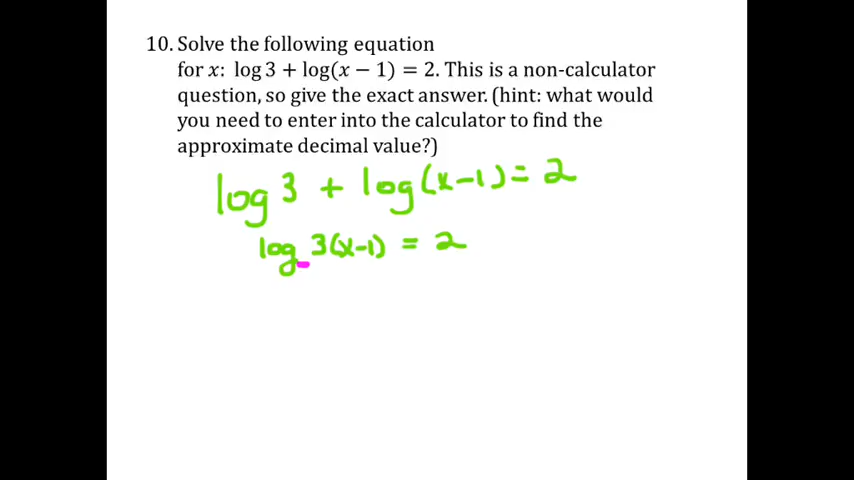 10. Solve the following equation
for x: log 3 + log(x − 1) = 2. This is a non-calculator
question, so give the exact answer. (hint: what would
you need to enter into the calculator to find the
approximate decimal value?)
log 3 + log(x-1) = 2
log 3(x-1) = 2